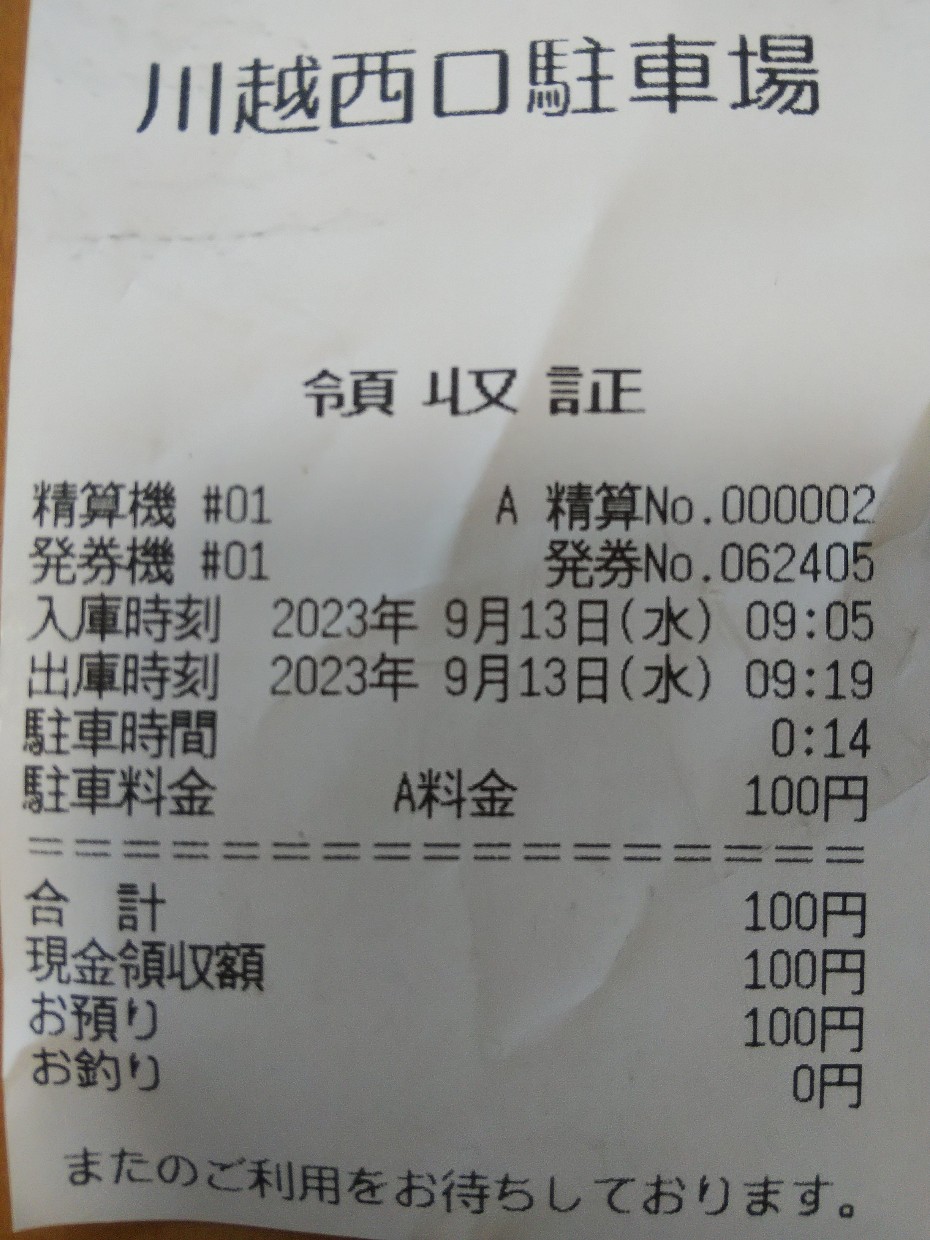 川越西口駐車場
領収証
精算機 #01 A 精算No.000002
発券機 #01 発券No.062405
入庫時刻 2023年 9月13日(水) 09:05
出庫時刻 2023年 9月13日(水) 09:19
駐車時間 0:14
駐車料金 A料金 100円
=================
合 計 100円
現金領収額 100円
お預り 100円
お釣り 0円
またのご利用をお待ちしております。